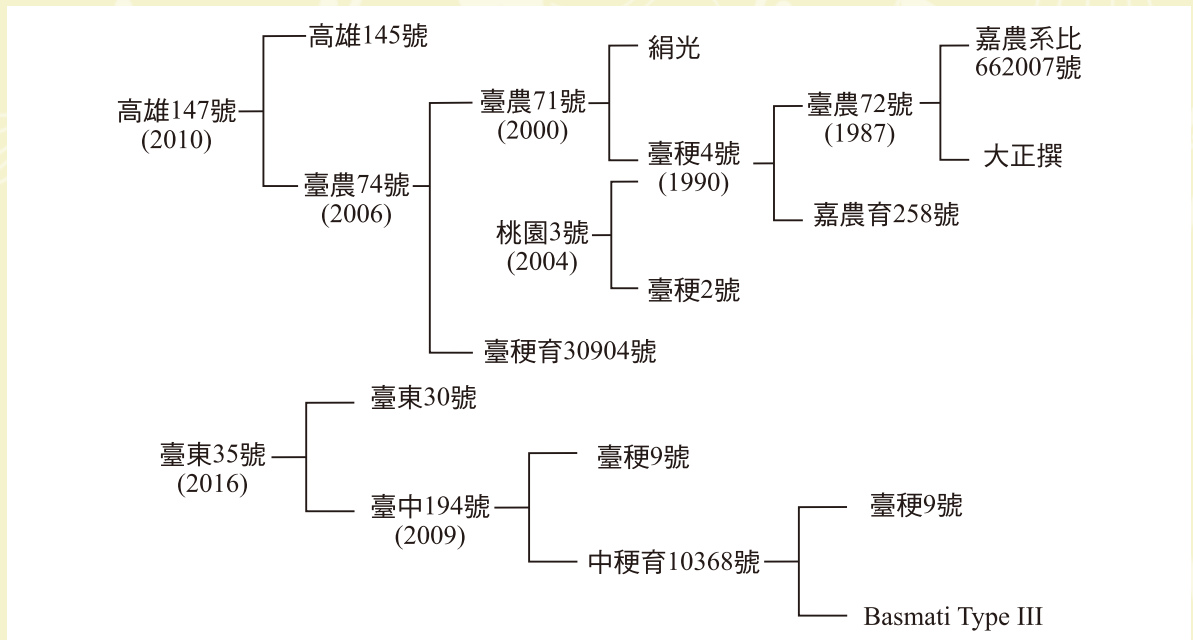 高雄147號
(2010)
高雄145號
臺農74號
(2006)
臺農71號
(2000)
臺稉育30904號
絹光
臺稉4號
(1990)
桃園3號
(2004)
臺稉2號
臺農72號
(1987)
嘉農育258號
嘉農系比
662007號
大正撰
臺東35號
(2016)
臺東30號
臺中194號
(2009)
臺稉9號
中稉育10368號
臺稉9號
Basmati Type III